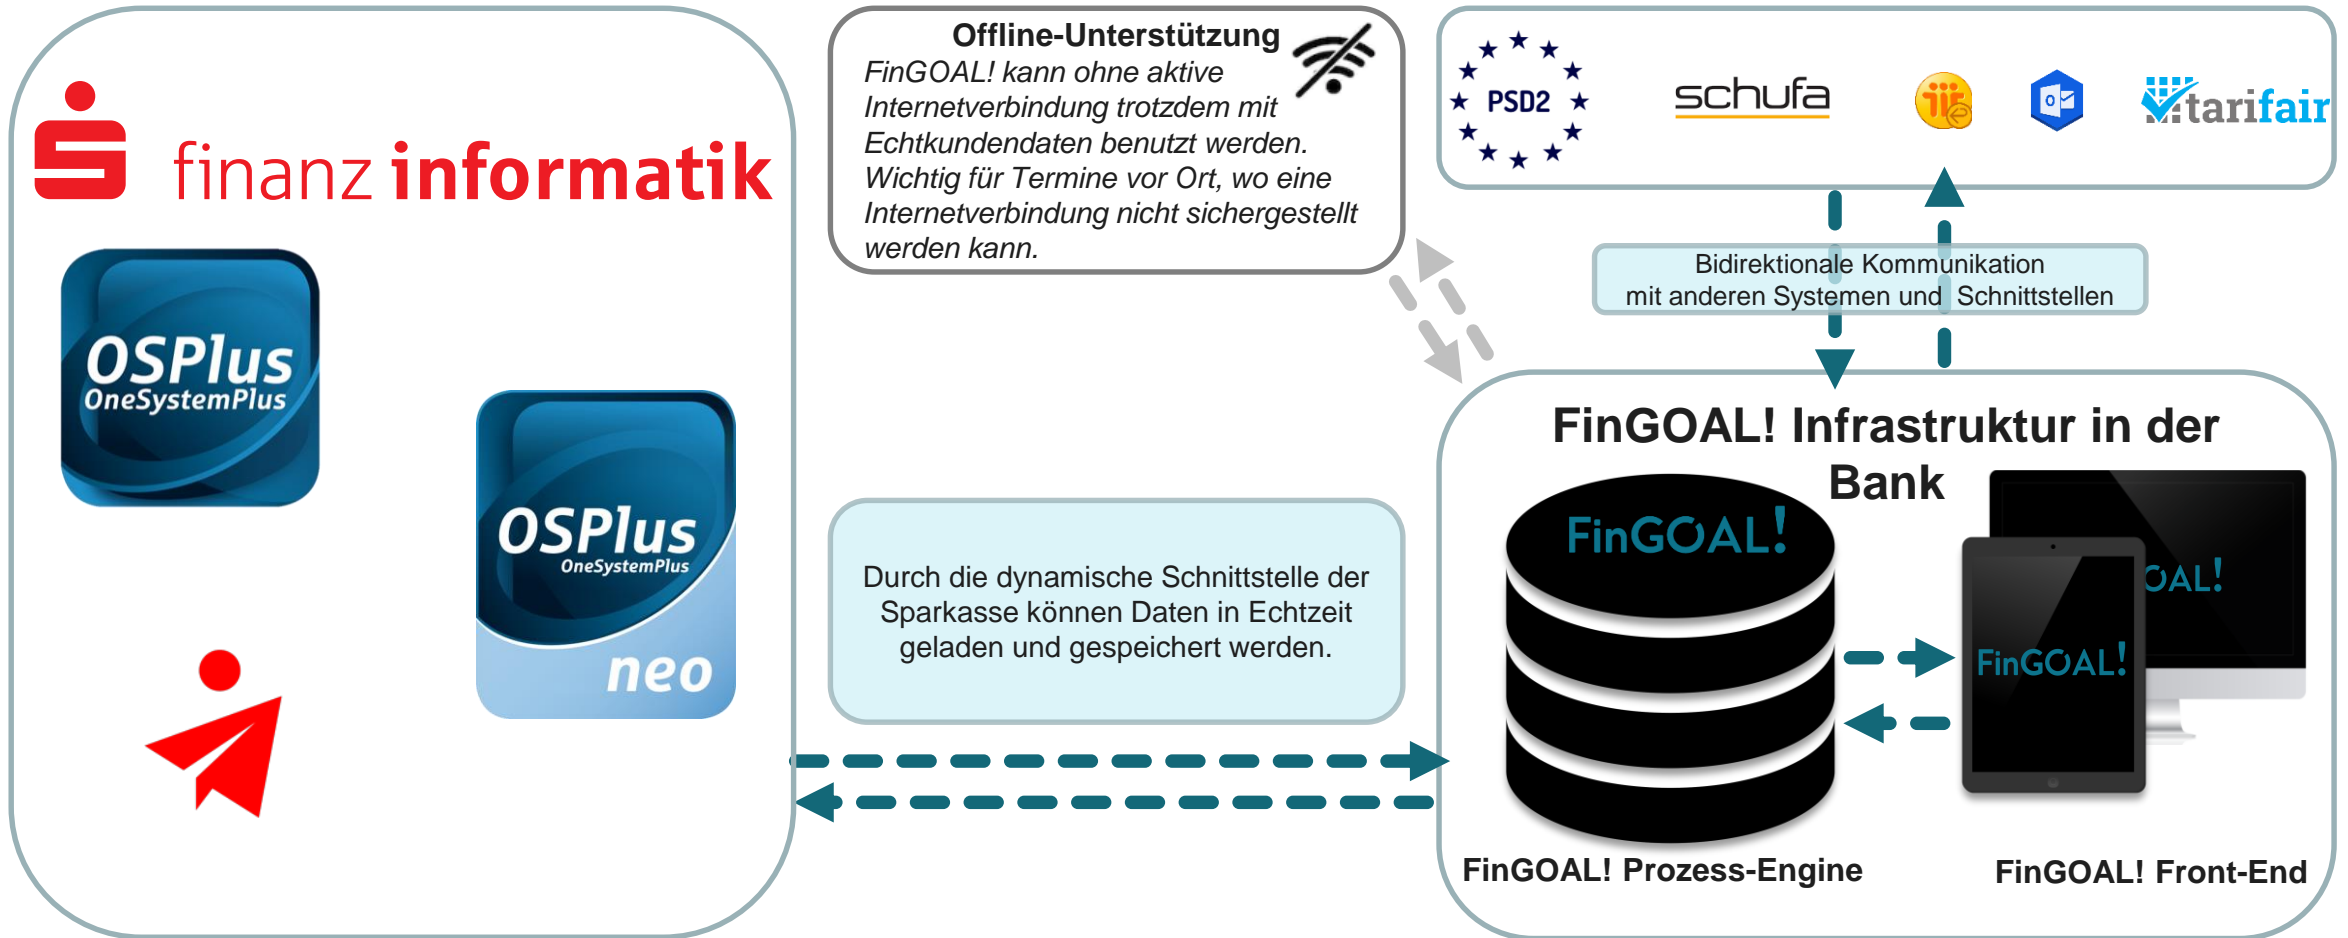 finanz informatik
OSPlus
OneSystemPlus
OSPlus
OneSystemPlus
neo
Offline-Unterstützung
FinGOAL! kann ohne aktive
Internetverbindung trotzdem mit
Echtkundendaten benutzt werden.
Wichtig für Termine vor Ort, wo eine
Internetverbindung nicht sichergestellt
werden kann.
Durch die dynamische Schnittstelle der
Sparkasse können Daten in Echtzeit
geladen und gespeichert werden.
PSD2
schufa
tarifair
Bidirektionale Kommunikation
mit anderen Systemen und Schnittstellen
FinGOAL! Infrastruktur in der
Bank
FinGOAL!
OAL!
FinGOAL!
FinGOAL! Prozess-Engine
FinGOAL! Front-End